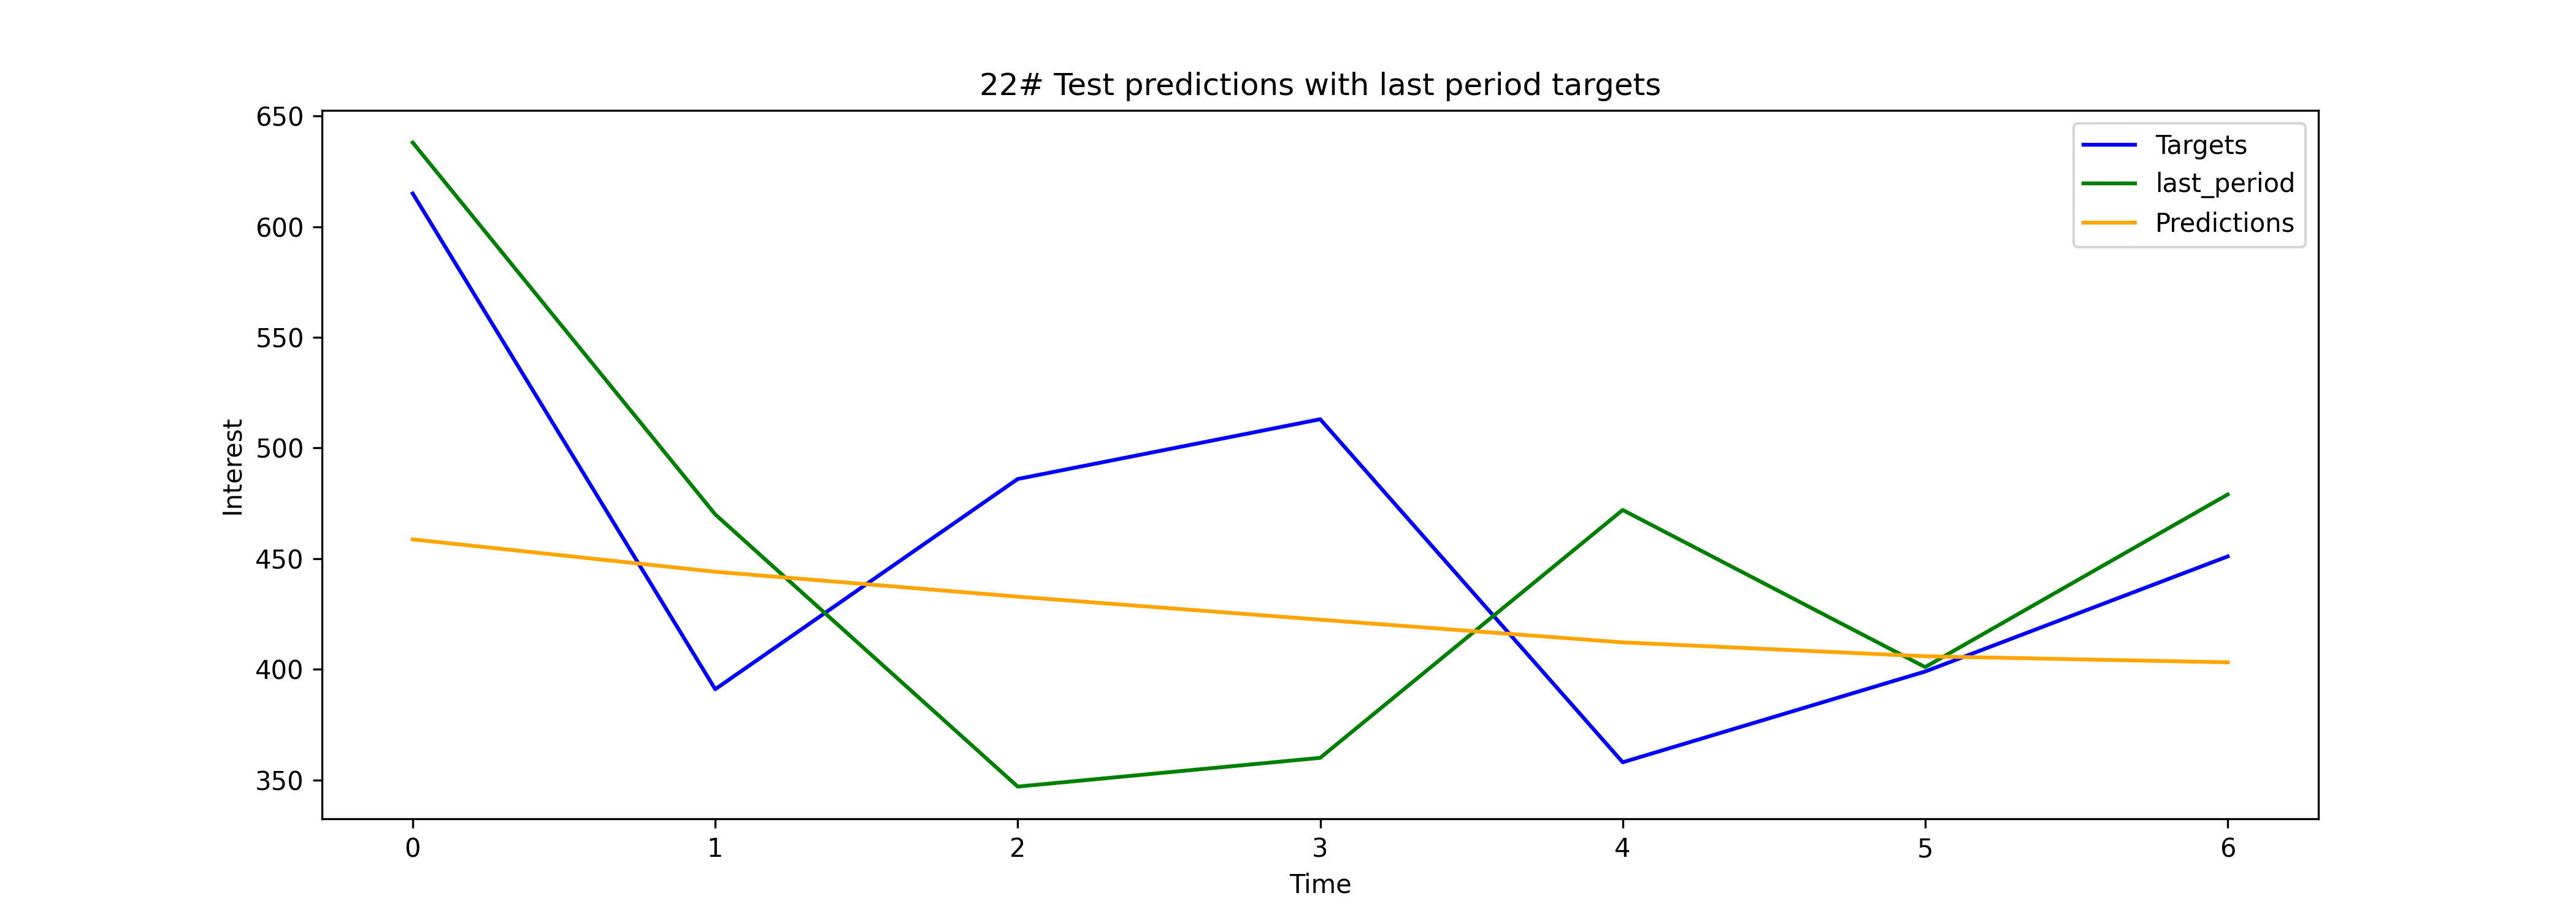 22# Test predictions with last period targets
650
600
550
500
450
400
350
Interest
Targets
last_period
Predictions
0 1 2 3 4 5 6
Time